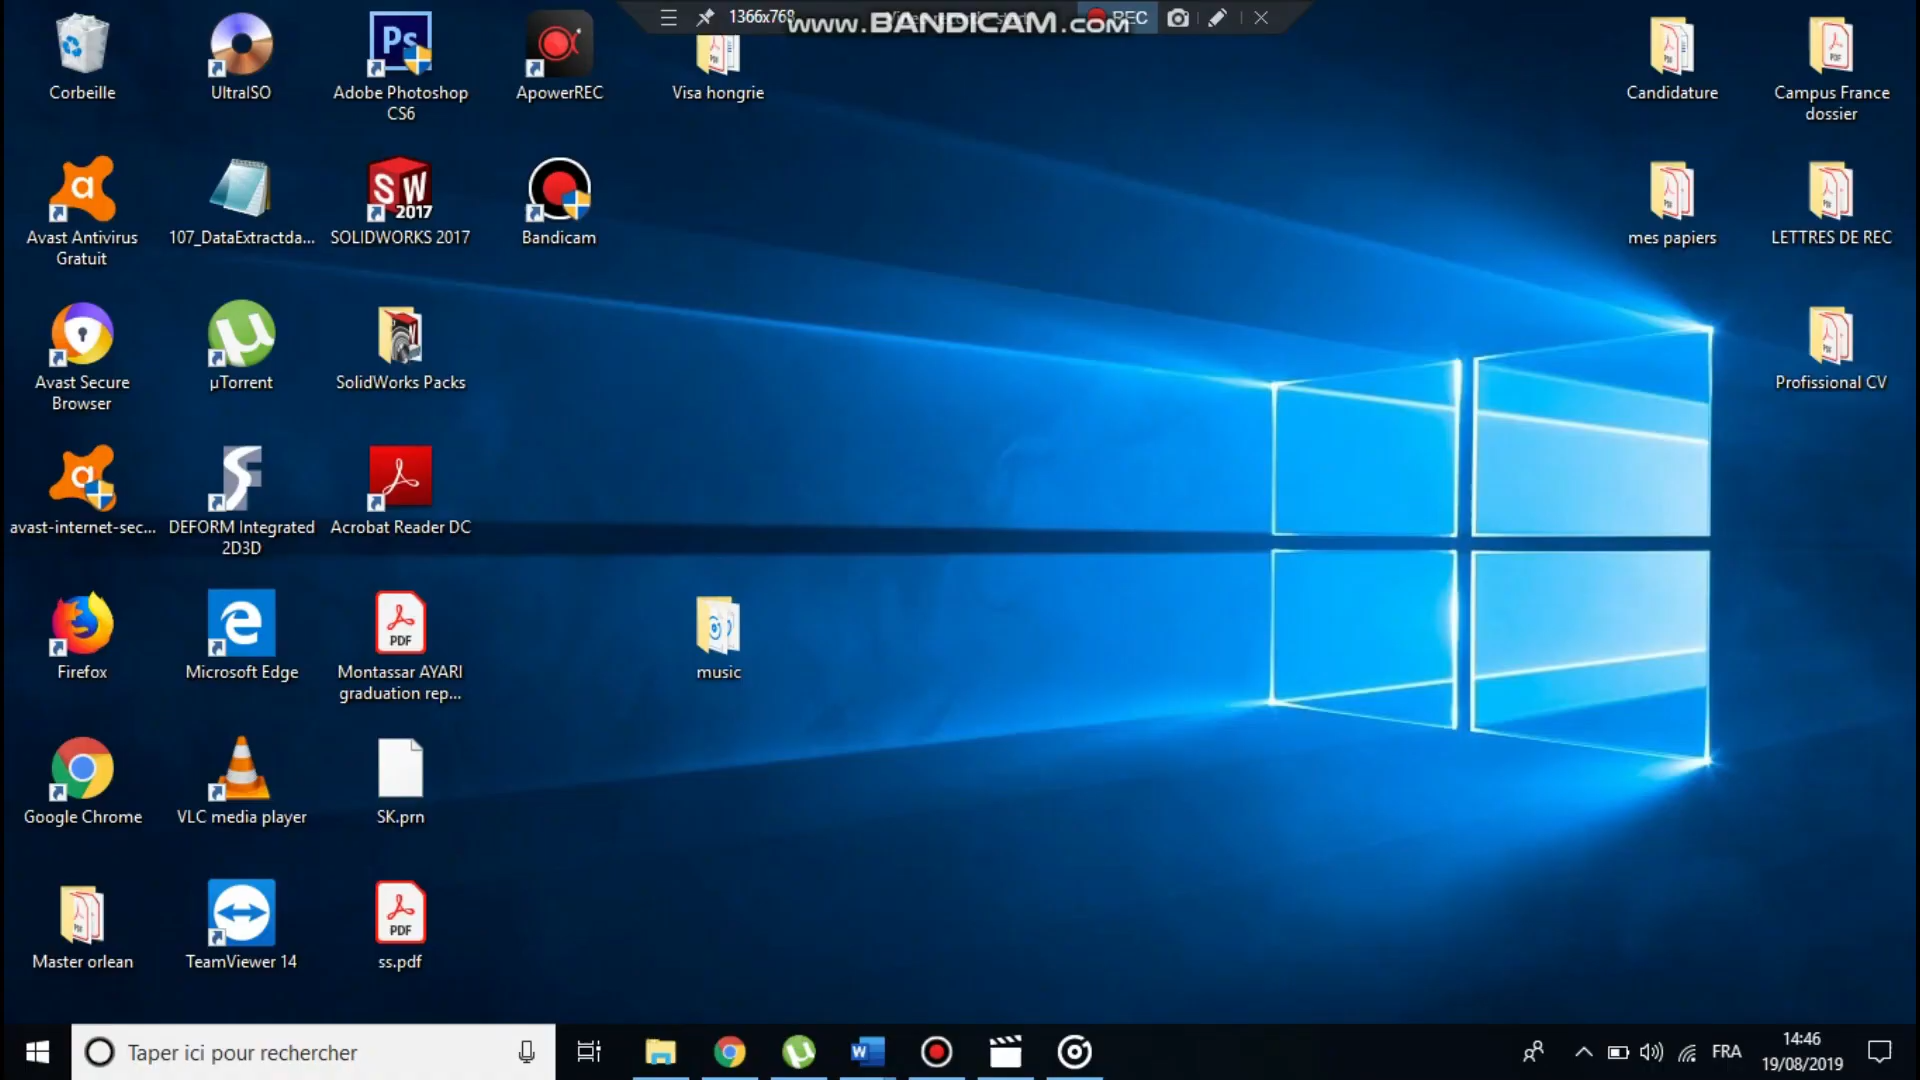 1366x768
www.BANDICAM.com
REC
Corbeille
UltraISO
Adobe Photoshop
CS6
ApowerREC
Visa hongrie
Candidature
Campus France
dossier
Avast Antivirus
Gratuit
107_DataExtractda...
SOLIDWORKS 2017
Bandicam
mes papiers
LETTRES DE REC
Avast Secure
Browser
µTorrent
SolidWorks Packs
Profissional CV
avast-internet-sec...
DEFORM Integrated
2D3D
Acrobat Reader DC
Firefox
Microsoft Edge
Montassar AYARI
graduation rep...
music
Google Chrome
VLC media player
SK.prn
Master orlean
TeamViewer 14
ss.pdf
Taper ici pour rechercher
FRA
14:46
19/08/2019